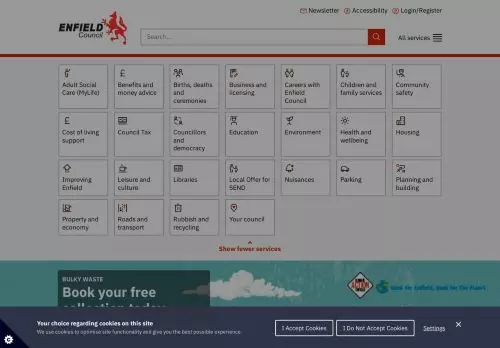 Newsletter Accessibility Login/Register
ENFIELD
Council
Search...
All services
Adult Social Care (MyLife)
Benefits and money advice
Births, deaths and ceremonies
Business and licensing
Careers with Enfield Council
Children and family services
Community safety
Cost of living support
Council Tax
Councillors and democracy
Education
Environment
Health and wellbeing
Housing
Improving Enfield
Leisure and culture
Libraries
Local Offer for SEND
Nuisances
Parking
Planning and building
Property and economy
Roads and transport
Rubbish and recycling
Your council
Show fewer services
BULKY WASTE
Book your free
collection today
Your choice regarding cookies on this site
We use cookies to optimise site functionality and give you the best possible experience.
I Accept Cookies
I Do Not Accept Cookies
Settings